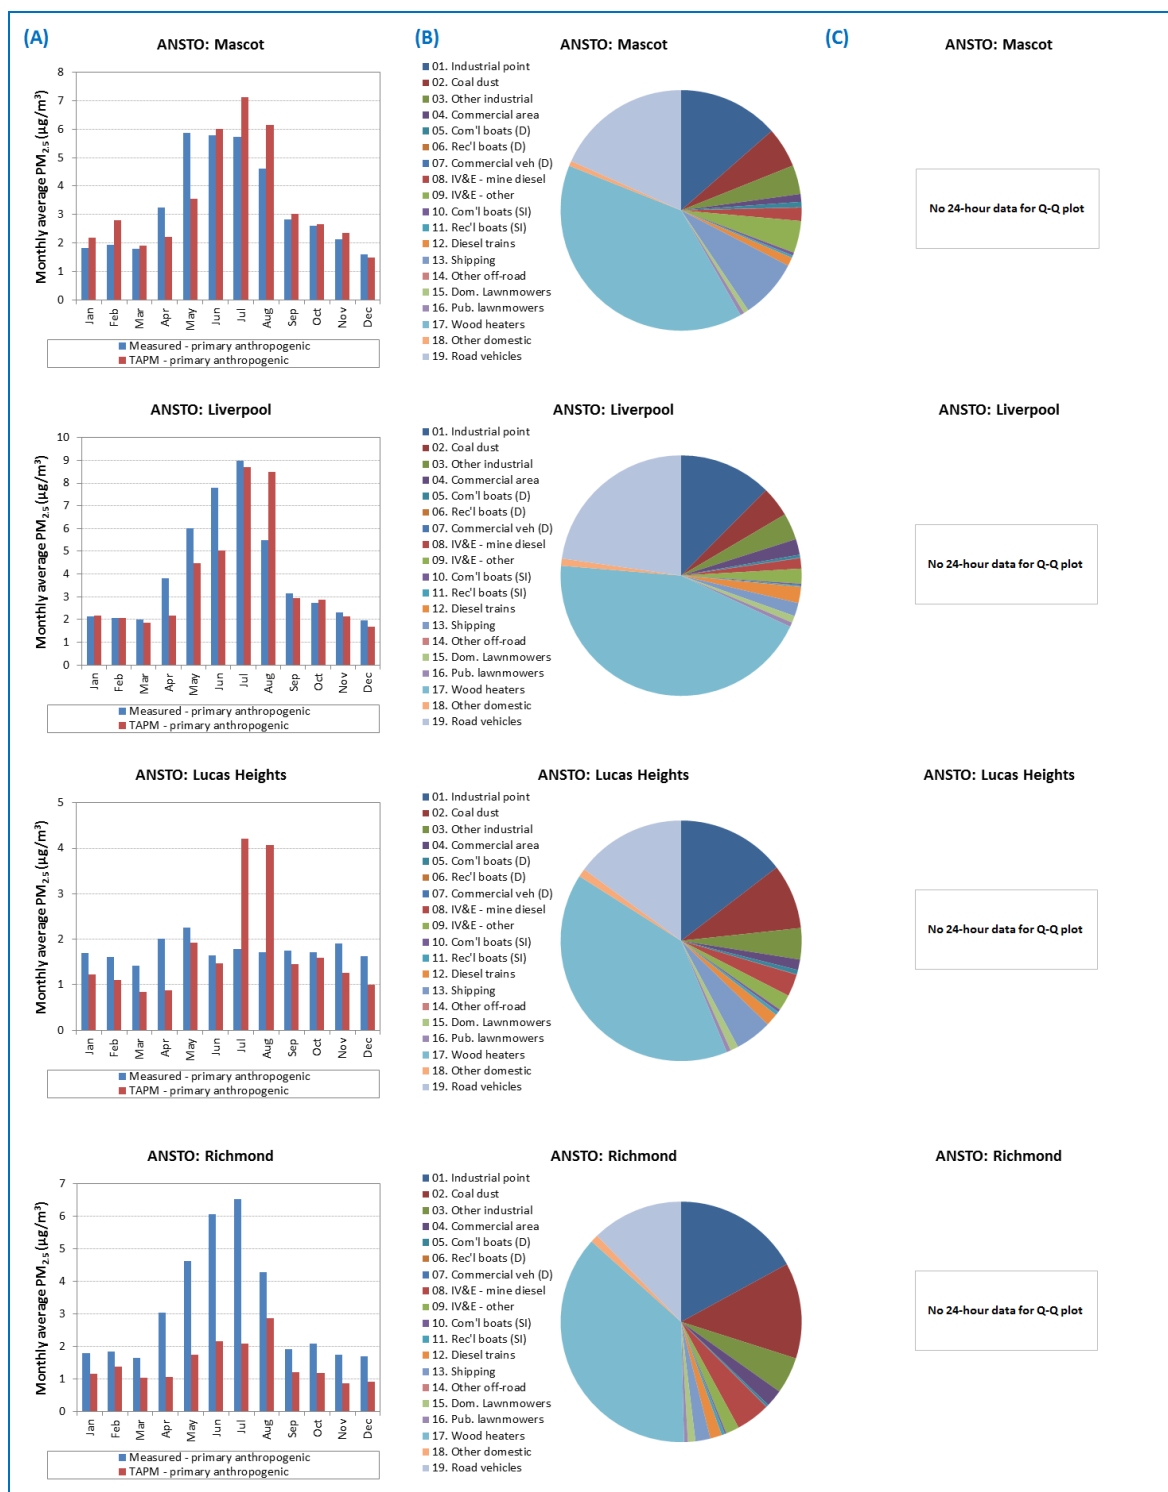 (A)
ANSTO: Mascot
Monthly average PM2.5 (µg/m³)
8
7
6
5
4
3
2
1
0
Jan
Feb
Mar
Apr
May
Jun
Jul
Aug
Sep
Oct
Nov
Dec
Measured - primary anthropogenic
TAPM - primary anthropogenic
(B)
ANSTO: Mascot
01. Industrial point
02. Coal dust
03. Other industrial
04. Commercial area
05. Com'l boats (D)
06. Rec'l boats (D)
07. Commercial veh (D)
08. IV&E - mine diesel
09. IV&E - other
10. Com'l boats (SI)
11. Rec'l boats (SI)
12. Diesel trains
13. Shipping
14. Other off-road
15. Dom. Lawnmowers
16. Pub. lawnmowers
17. Wood heaters
18. Other domestic
19. Road vehicles
(C)
ANSTO: Mascot
No 24-hour data for Q-Q plot
ANSTO: Liverpool
Monthly average PM2.5 (µg/m³)
10
9
8
7
6
5
4
3
2
1
0
Jan
Feb
Mar
Apr
May
Jun
Jul
Aug
Sep
Oct
Nov
Dec
Measured - primary anthropogenic
TAPM - primary anthropogenic
ANSTO: Liverpool
01. Industrial point
02. Coal dust
03. Other industrial
04. Commercial area
05. Com'l boats (D)
06. Rec'l boats (D)
07. Commercial veh (D)
08. IV&E - mine diesel
09. IV&E - other
10. Com'l boats (SI)
11. Rec'l boats (SI)
12. Diesel trains
13. Shipping
14. Other off-road
15. Dom. Lawnmowers
16. Pub. lawnmowers
17. Wood heaters
18. Other domestic
19. Road vehicles
ANSTO: Liverpool
No 24-hour data for Q-Q plot
ANSTO: Lucas Heights
Monthly average PM2.5 (µg/m³)
5
4
3
2
1
0
Jan
Feb
Mar
Apr
May
Jun
Jul
Aug
Sep
Oct
Nov
Dec
Measured - primary anthropogenic
TAPM - primary anthropogenic
ANSTO: Lucas Heights
01. Industrial point
02. Coal dust
03. Other industrial
04. Commercial area
05. Com'l boats (D)
06. Rec'l boats (D)
07. Commercial veh (D)
08. IV&E - mine diesel
09. IV&E - other
10. Com'l boats (SI)
11. Rec'l boats (SI)
12. Diesel trains
13. Shipping
14. Other off-road
15. Dom. Lawnmowers
16. Pub. lawnmowers
17. Wood heaters
18. Other domestic
19. Road vehicles
ANSTO: Lucas Heights
No 24-hour data for Q-Q plot
ANSTO: Richmond
Monthly average PM2.5 (µg/m³)
7
6
5
4
3
2
1
0
Jan
Feb
Mar
Apr
May
Jun
Jul
Aug
Sep
Oct
Nov
Dec
Measured - primary anthropogenic
TAPM - primary anthropogenic
ANSTO: Richmond
01. Industrial point
02. Coal dust
03. Other industrial
04. Commercial area
05. Com'l boats (D)
06. Rec'l boats (D)
07. Commercial veh (D)
08. IV&E - mine diesel
09. IV&E - other
10. Com'l boats (SI)
11. Rec'l boats (SI)
12. Diesel trains
13. Shipping
14. Other off-road
15. Dom. Lawnmowers
16. Pub. lawnmowers
17. Wood heaters
18. Other domestic
19. Road vehicles
ANSTO: Richmond
No 24-hour data for Q-Q plot